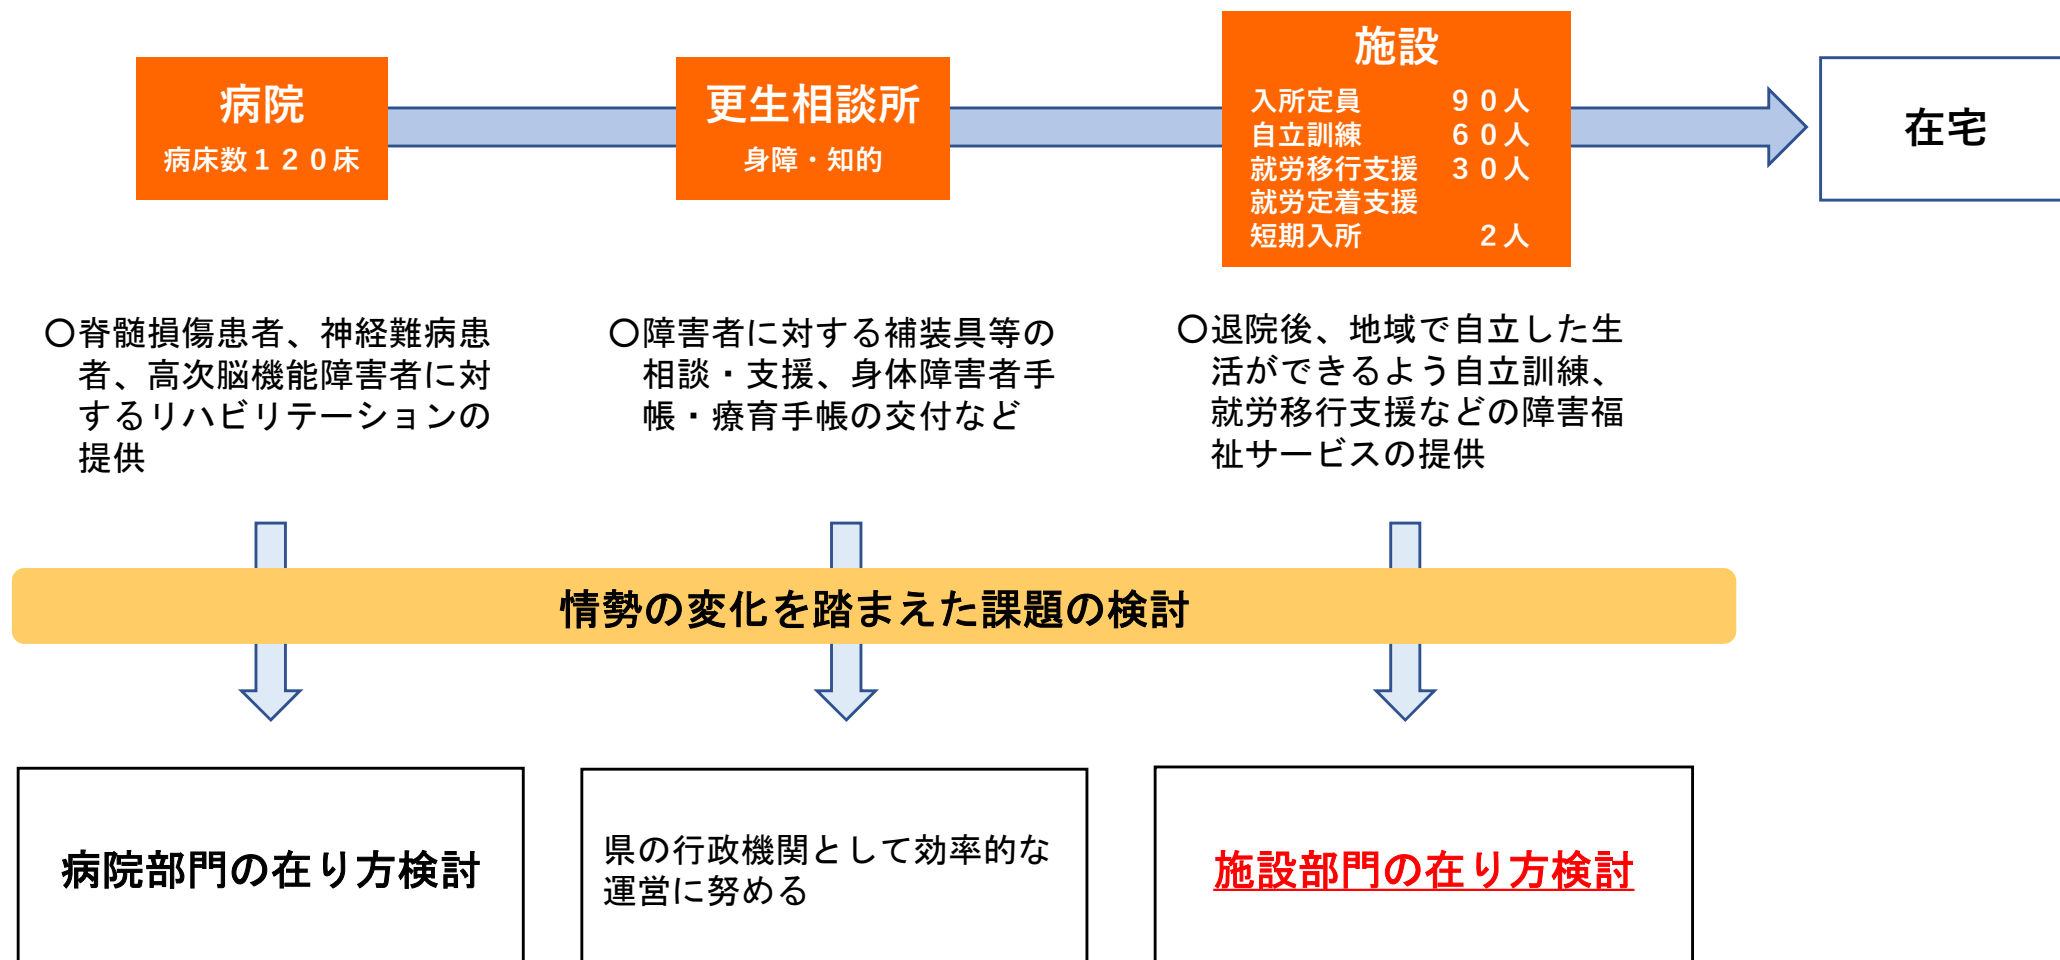 病院
病床数１２０床
更生相談所
身障・知的
施設
入所定員　９０人
自立訓練　６０人
就労移行支援　３０人
就労定着支援
短期入所　２人
在宅
〇脊髄損傷患者、神経難病患
者、高次脳機能障害者に対
するリハビリテーションの
提供
〇障害者に対する補装具等の
相談・支援、身体障害者手
帳・療育手帳の交付など
〇退院後、地域で自立した生
活ができるよう自立訓練、
就労移行支援などの障害福
祉サービスの提供
情勢の変化を踏まえた課題の検討
病院部門の在り方検討
県の行政機関として効率的な
運営に努める
施設部門の在り方検討